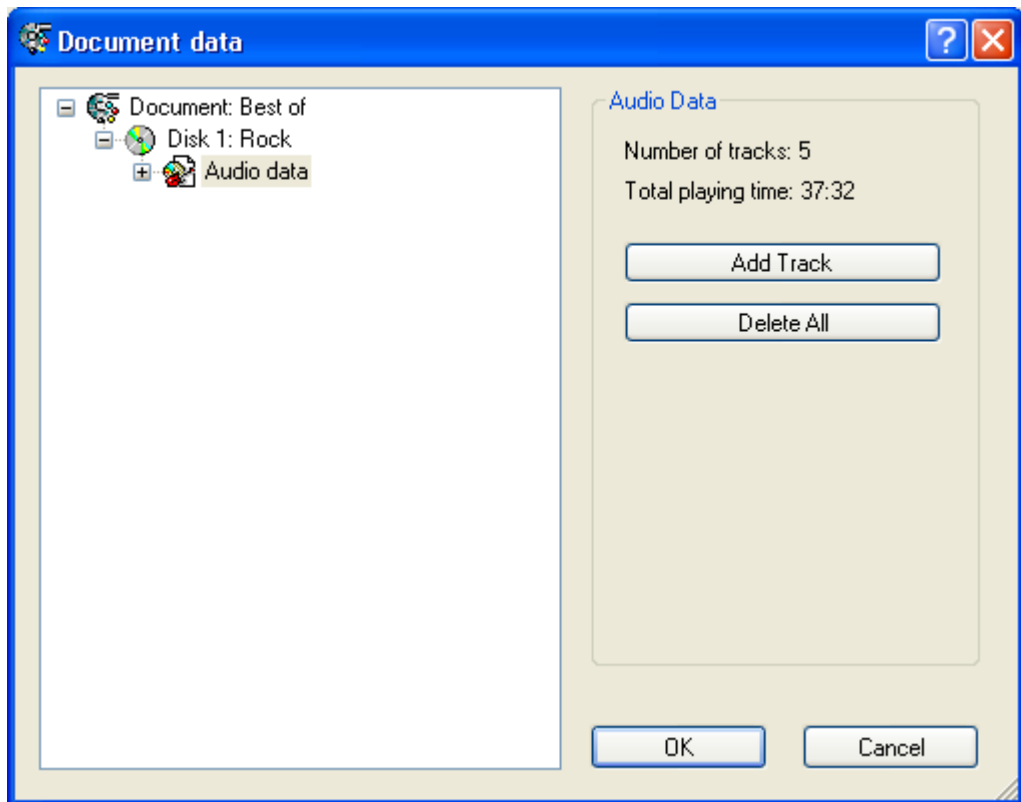 Document data
Document: Best of
Disk 1: Rock
Audio data
Audio Data
Number of tracks: 5
Total playing time: 37:32
Add Track
Delete All
OK
Cancel